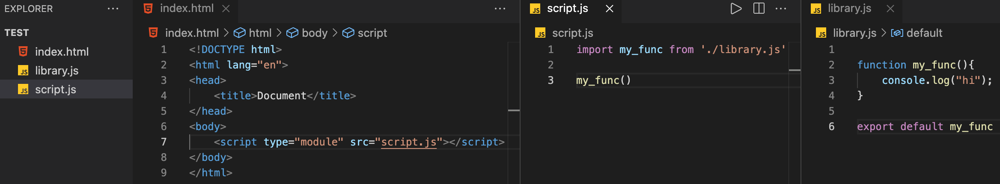 EXPLORER ···
TEST
index.html
library.js
script.js
index.html
index.html > html > body > script
1 <!DOCTYPE html>
2 <html lang="en">
3 <head>
4     <title>Document</title>
5 </head>
6 <body>
7     <script type="module" src="script.js"></script>
8 </body>
9 </html>
JS script.js
JS script.js
1 import my_func from './library.js'
2
3 my_func()
JS library.js
JS library.js > default
1
2 function my_func(){
3     console.log("hi");
4 }
5
6 export default my_func